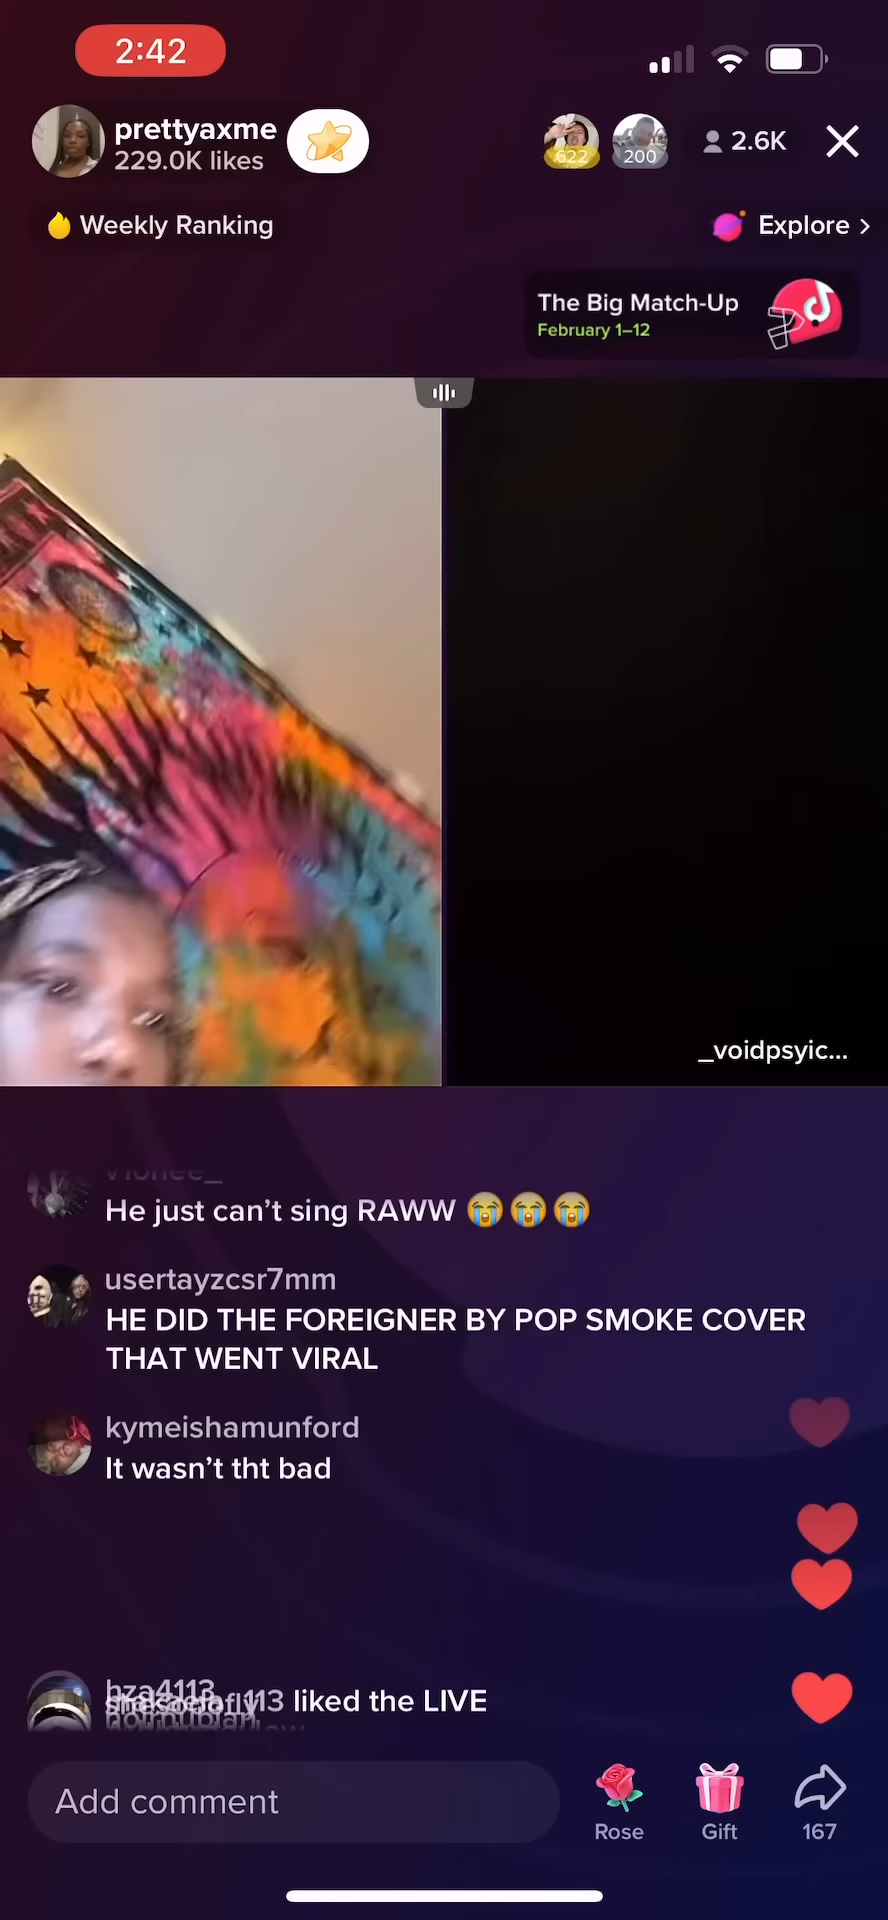 2:42
prettyaxme
229.0K likes
622
200
2.6K
Weekly Ranking
Explore >
The Big Match-Up
February 1–12
_voidpsyic...
He just can’t sing RAWW 😭😭😭
usertayzcsr7mm
HE DID THE FOREIGNER BY POP SMOKE COVER
THAT WENT VIRAL
kymeishamunford
It wasn’t tht bad
hza4113
liked the LIVE
Add comment
Rose
Gift
167